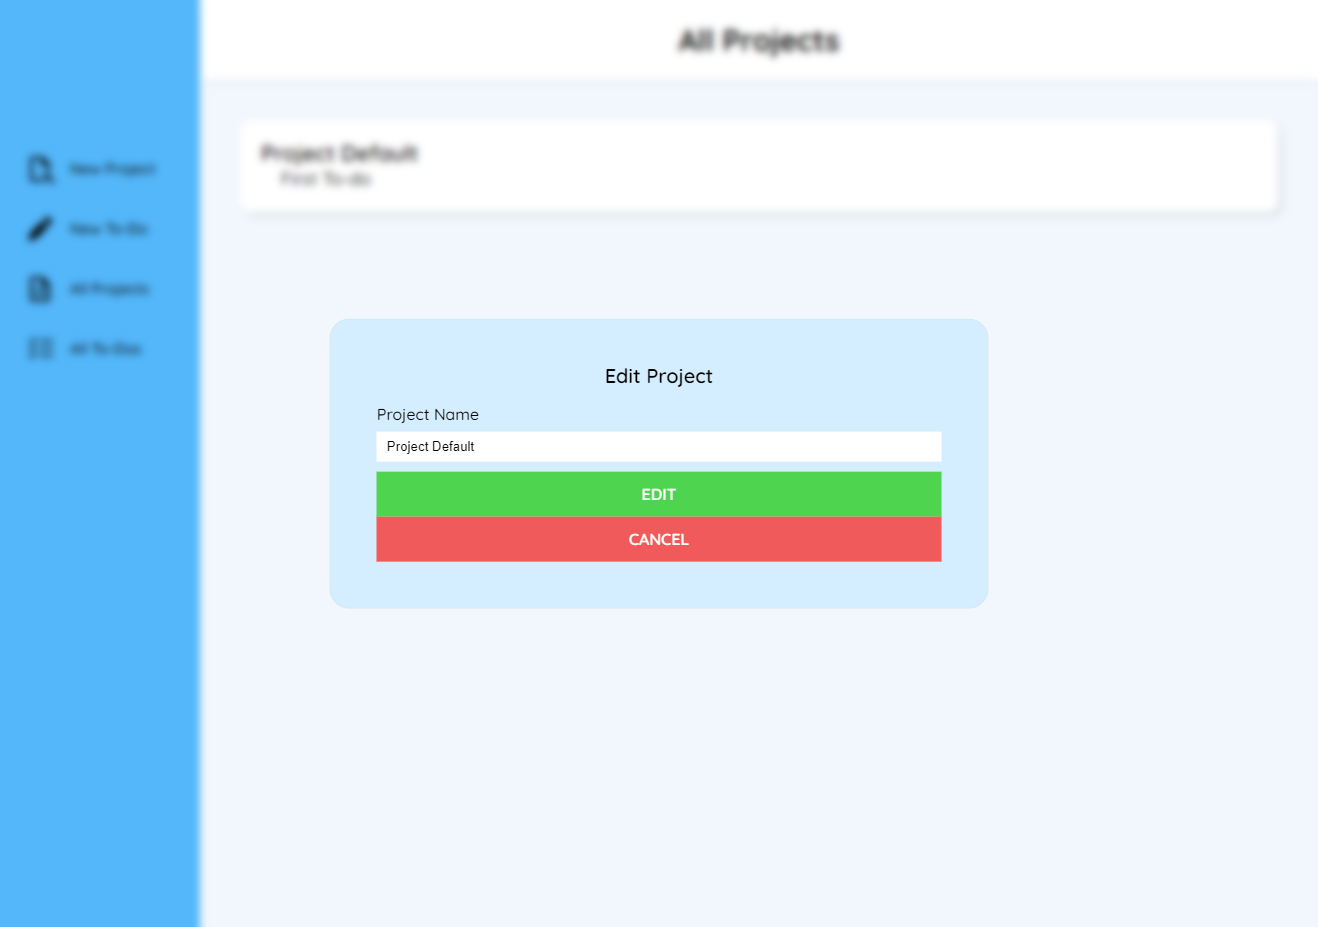 All Projects
Project Default
First To-do
New Project
New To-Do
All Projects
All To-Dos
Edit Project
Project Name
Project Default
EDIT
CANCEL